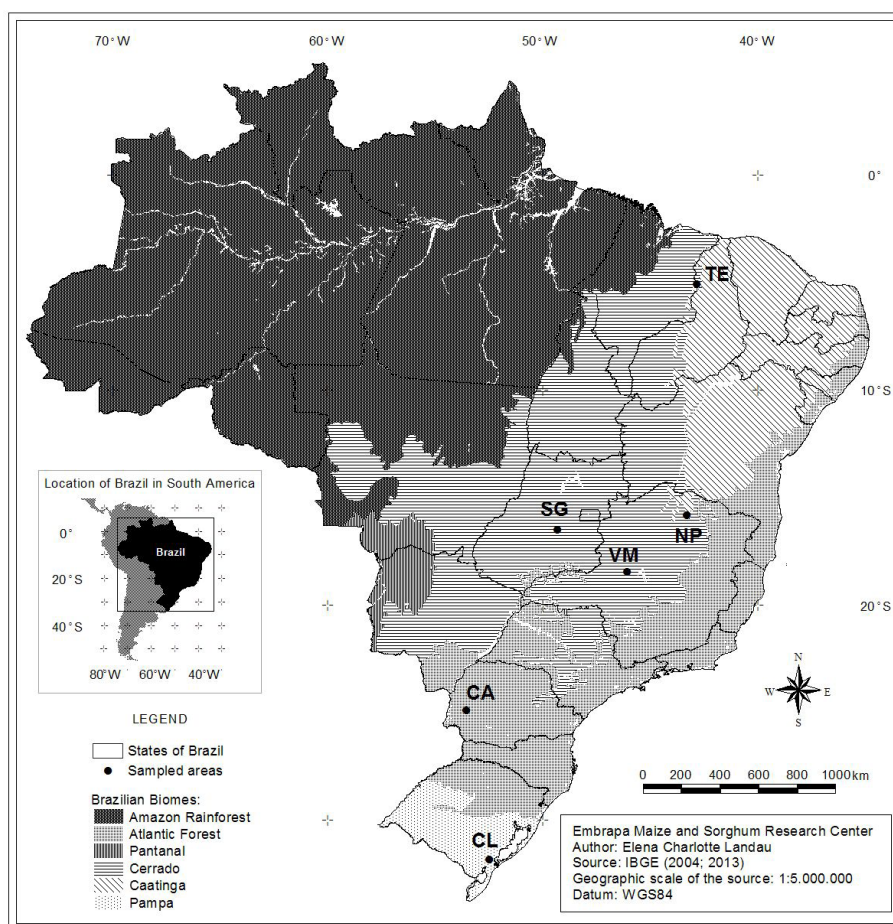 70°W 60°W 50°W 40°W
0°
TE
10°S
Location of Brazil in South America
0°
Brazil
20°S
40°S
80°W 60°W 40°W
SG
NP
VM
20°S
CA
N
W E
S
LEGEND
States of Brazil
Sampled areas
0 200 400 600 800 1000km
Brazilian Biomes:
Amazon Rainforest
Atlantic Forest
Pantanal
Cerrado
Caatinga
Pampa
CL
Embrapa Maize and Sorghum Research Center
Author: Elena Charlotte Landau
Source: IBGE (2004; 2013)
Geographic scale of the source: 1:5.000.000
Datum: WGS84